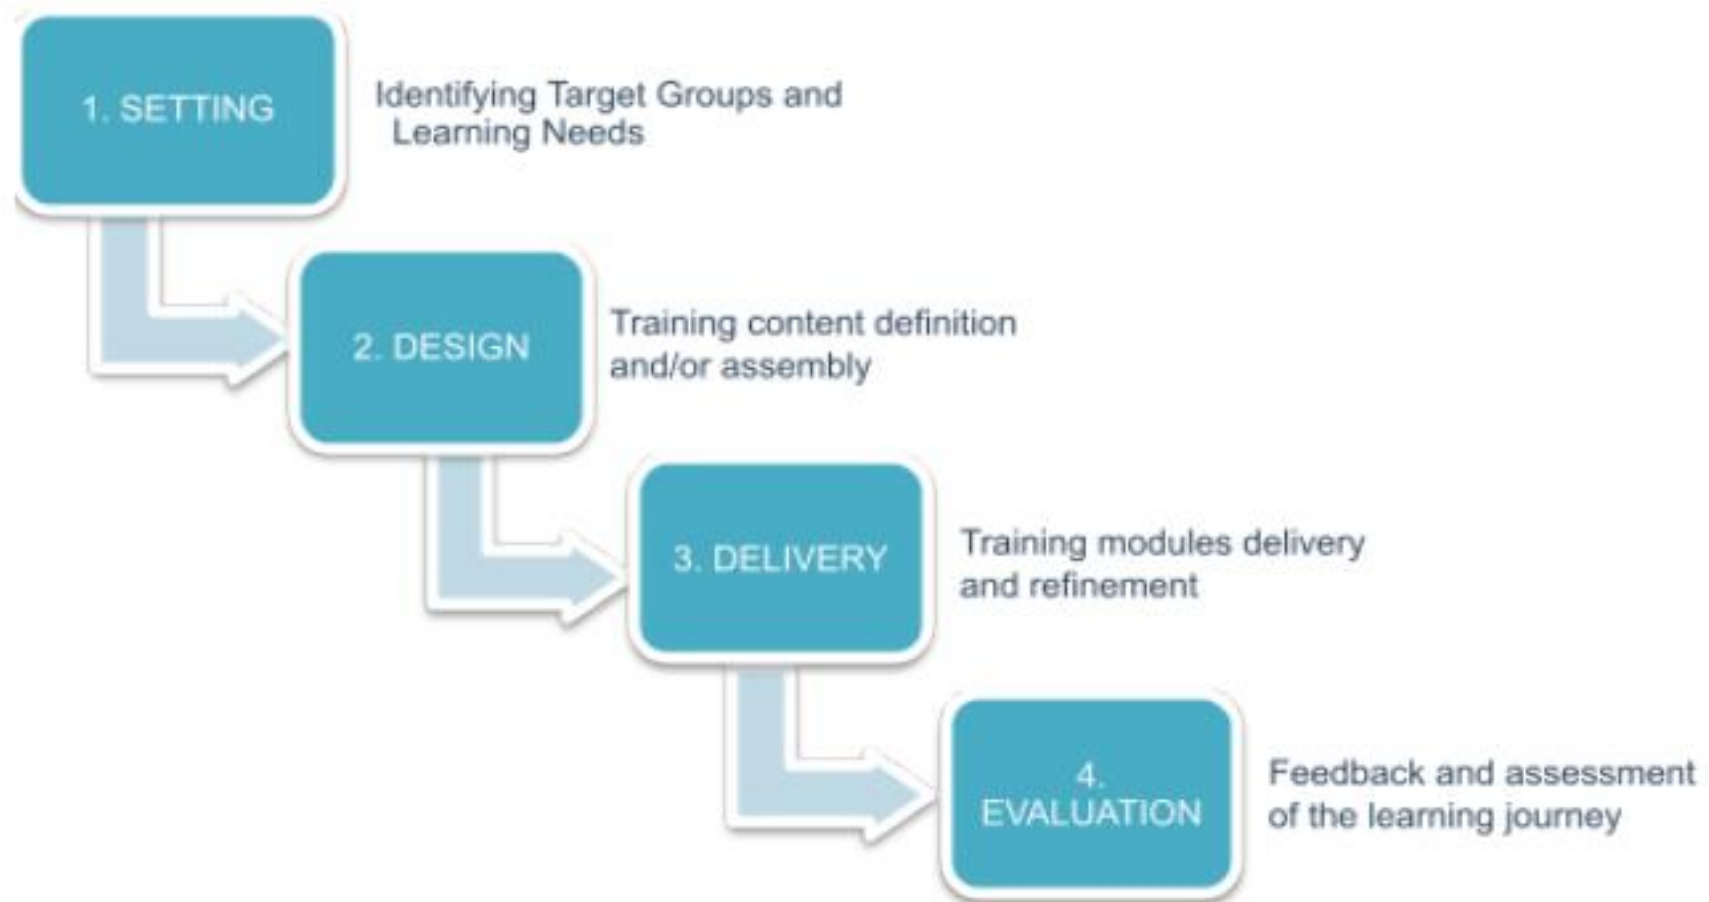 1. SETTING
Identifying Target Groups and
Learning Needs
2. DESIGN
Training content definition
and/or assembly
3. DELIVERY
Training modules delivery
and refinement
4.
EVALUATION
Feedback and assessment
of the learning journey